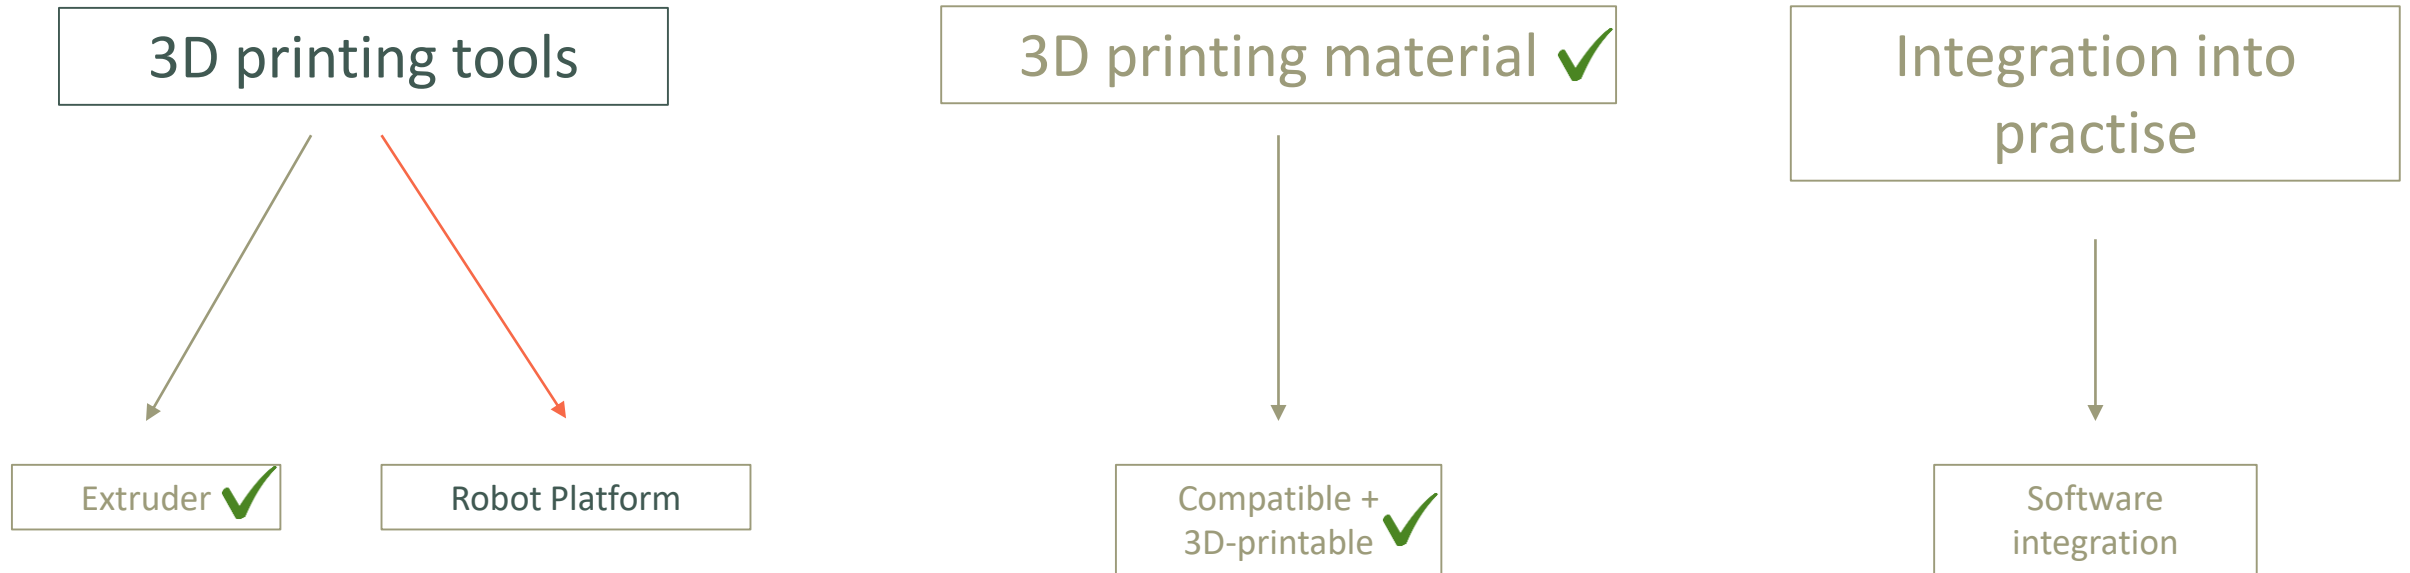 3D printing tools
3D printing material
Integration into
practise
Extruder
Robot Platform
Compatible +
3D-printable
Software
integration